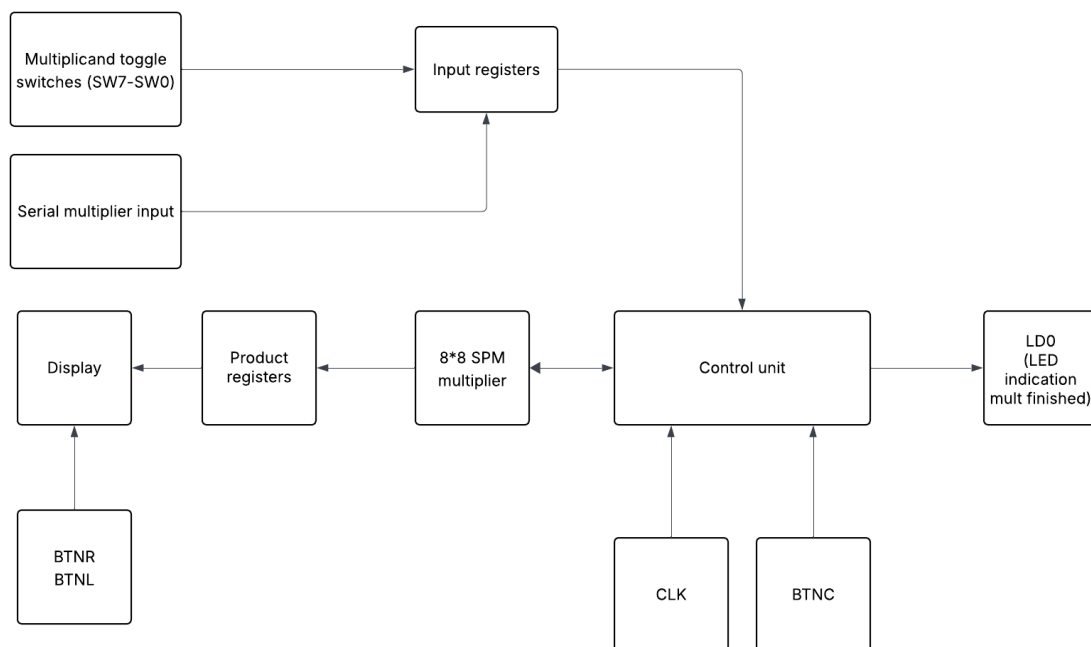 Multiplicand toggle
switches (SW7-SW0)
Input registers
Serial multiplier input
Display
Product
registers
8*8 SPM
multiplier
Control unit
LD0
(LED
indication
mult finished)
BTNR
BTNL
CLK
BTNC